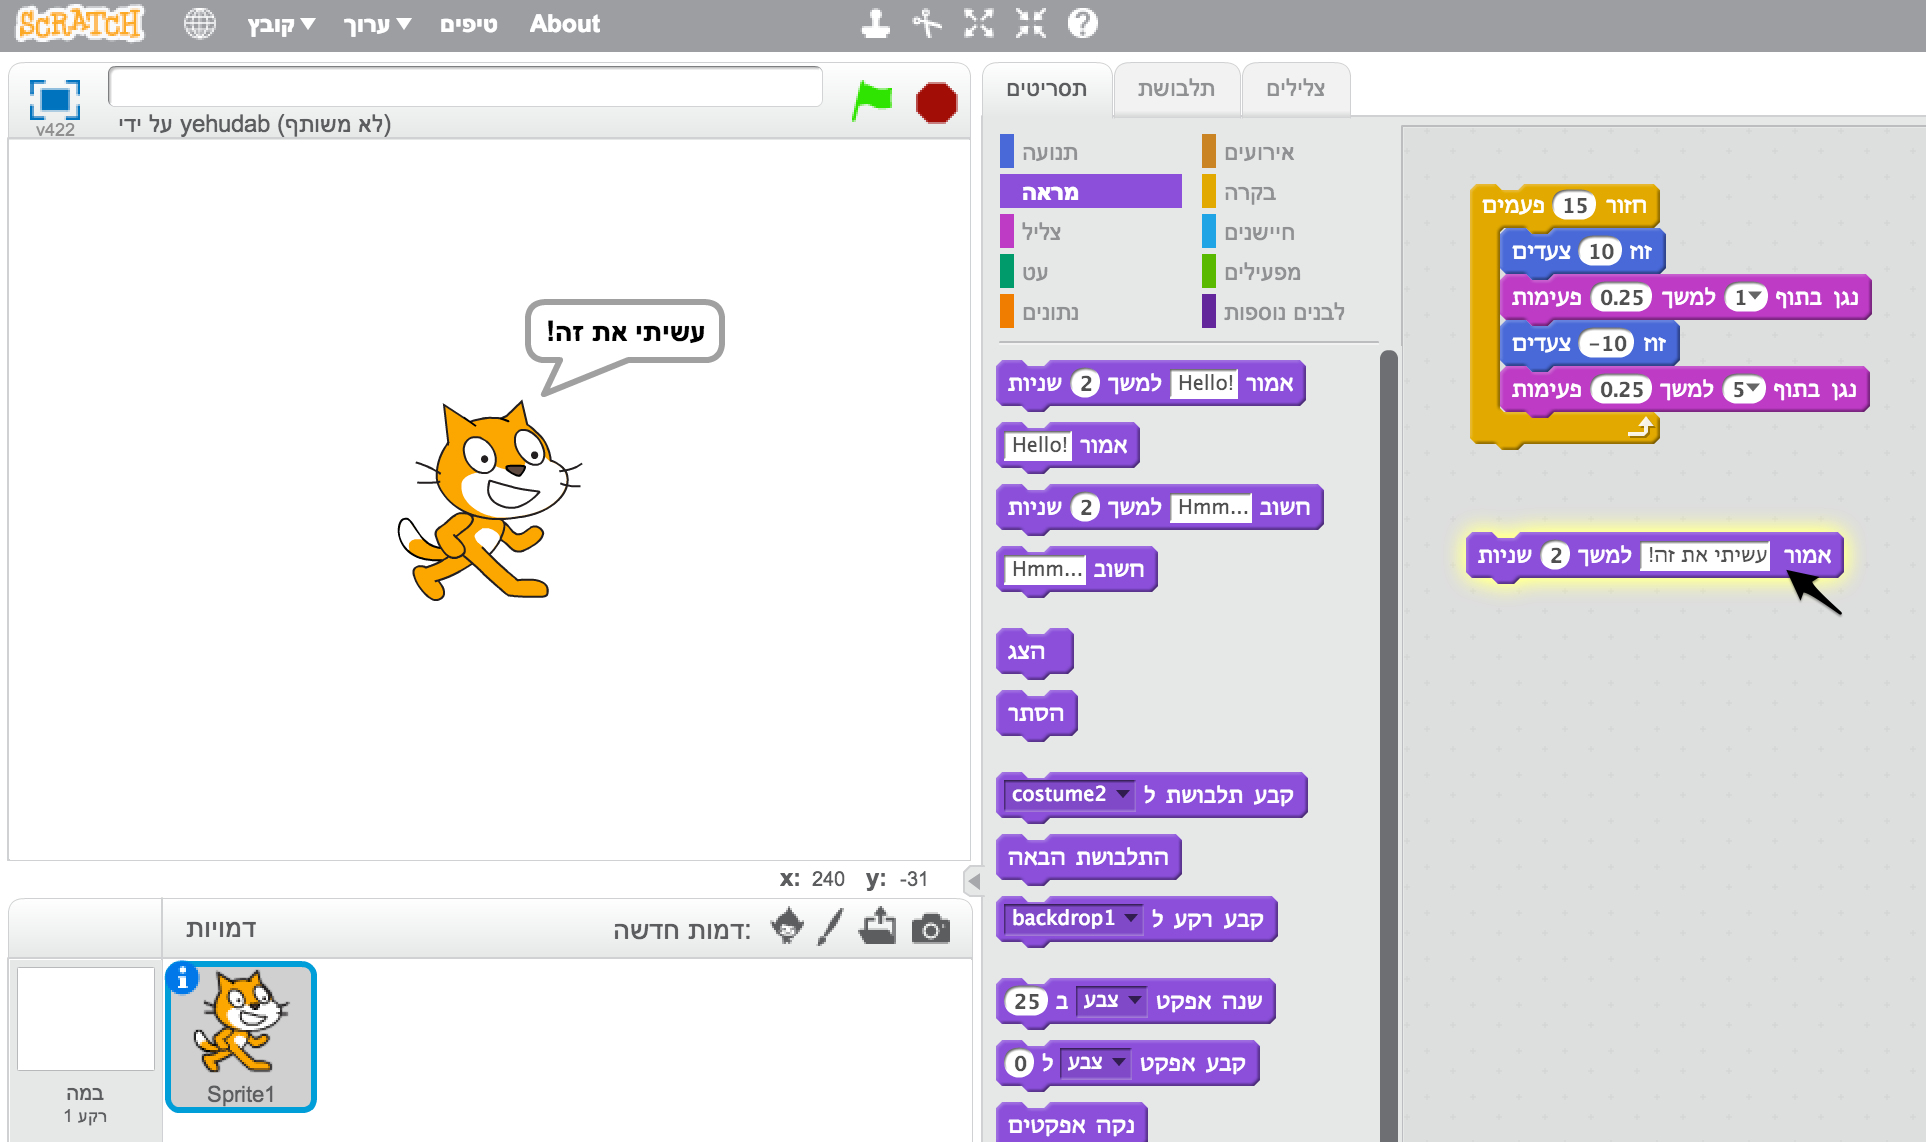 SCRATCH
קובץ
ערוך
טיפים
About
v422
על ידי yehudab (לא משותף)
עשיתי את זה!
x: 240 y: -31
דמויות
דמות חדשה:
במה
רקע 1
Sprite1
תסריטים
תלבושת
צלילים
תנועה
מראה
צליל
עט
נתונים
אירועים
בקרה
חיישנים
מפעילים
לבנים נוספות
אמור Hello! למשך 2 שניות
אמור Hello!
חשוב Hmm... למשך 2 שניות
חשוב Hmm...
הצג
הסתר
קבע תלבושת ל costume2
התלבושת הבאה
קבע רקע ל backdrop1
שנה אפקט צבע ב 25
קבע אפקט צבע ל 0
נקה אפקטים
חזור 15 פעמים
זוז 10 צעדים
נגן בתוף 1 למשך 0.25 פעימות
זוז -10 צעדים
נגן בתוף 5 למשך 0.25 פעימות
אמור עשיתי את זה! למשך 2 שניות